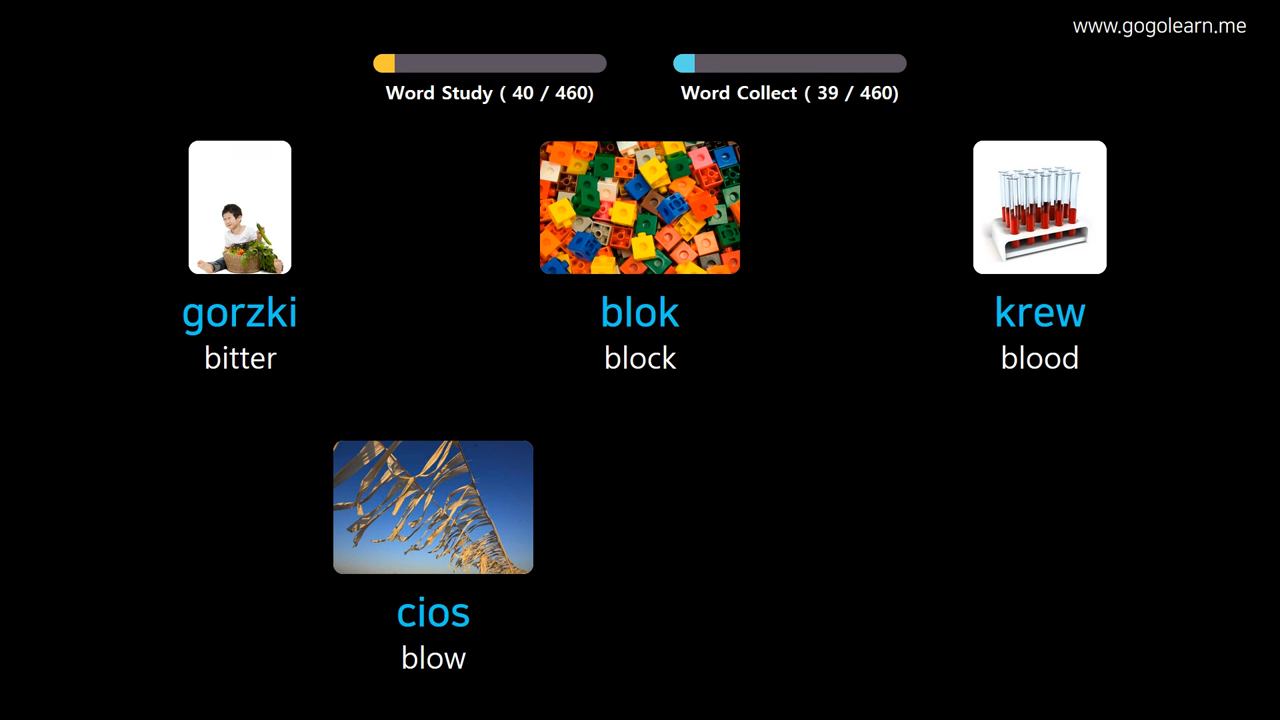 www.gogolearn.me
Word Study ( 40 / 460)
Word Collect ( 39 / 460)
gorzki
bitter
blok
block
krew
blood
cios
blow